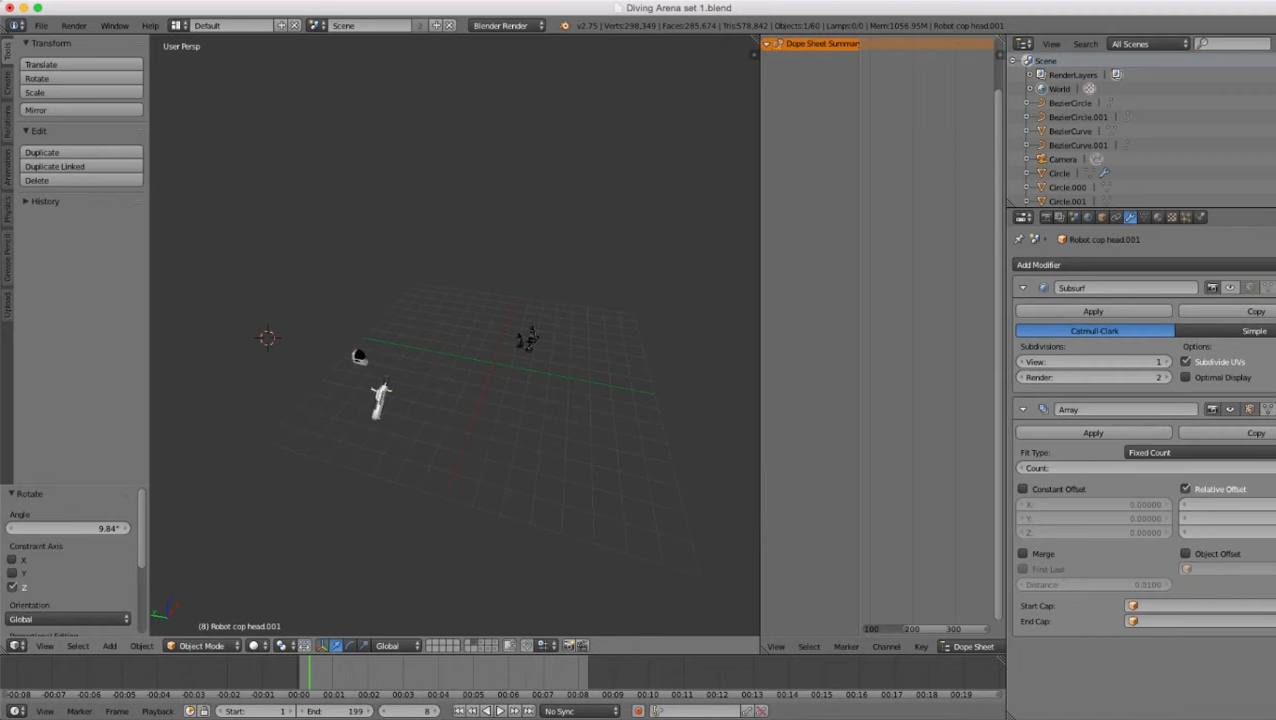 Diving Arena set 1.blend
File Render Window Help Default Scene 2 Blender Render v2.75 | Verts:298,349 | Faces:285,674 | Tris:578,842 | Objects:1/60 | Lamps:0/0 | Mem:1056.95M | Robot cop head.001
Tools
Create
Relations
Animation
Physics
Grease Pencil
Upload
Transform
Translate
Rotate
Scale
Mirror
Edit
Duplicate
Duplicate Linked
Delete
History
Rotate
Angle
9.84°
Constraint Axis
X
Y
Z
Orientation
Global
User Persp
(8) Robot cop head.001
View Select Add Object Object Mode Global
Dope Sheet Summar
100 200 300
View Select Marker Channel Key Dope Sheet
View Search All Scenes
Scene
RenderLayers
World
BezierCircle
BezierCircle.001
BezierCurve
BezierCurve.001
Camera
Circle
Circle.000
Circle.001
Robot cop head.001
Add Modifier
Subsurf
Apply Copy
Catmull-Clark Simple
Subdivisions: Options:
View: 1 Subdivide UVs
Render: 2 Optimal Display
Array
Apply Copy
Fit Type: Fixed Count
Count:
Constant Offset Relative Offset
X: 0.00000
Y: 0.00000
Z: 0.00000
Merge Object Offset
First Last
Distance: 0.0100
Start Cap:
End Cap:
-00:08 -00:07 -00:06 -00:05 -00:04 -00:03 -00:02 -00:01 00:00 00:01 00:02 00:03 00:04 00:05 00:06 00:07 00:08 00:09 00:10 00:11 00:12 00:13 00:14 00:15 00:16 00:17 00:18 00:19
View Marker Frame Playback Start: 1 End: 199 8 No Sync